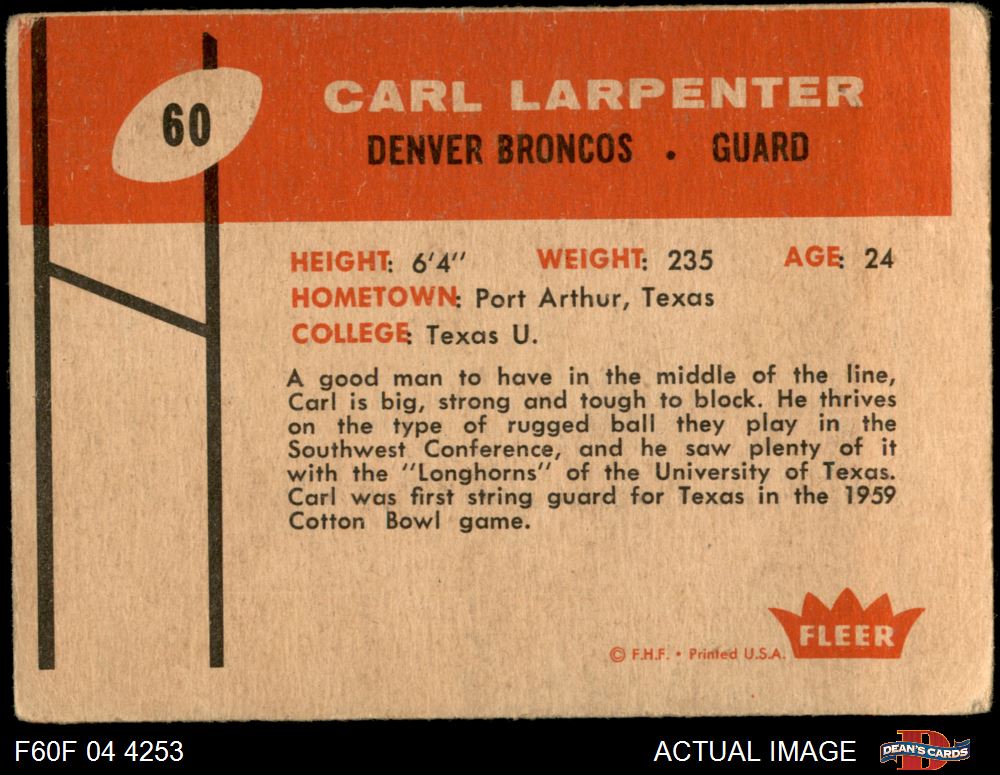 60
CARL LARPENTER
DENVER BRONCOS . GUARD
HEIGHT: 6'4" WEIGHT: 235 AGE: 24
HOMETOWN: Port Arthur, Texas
COLLEGE: Texas U.
A good man to have in the middle of the line,
Carl is big, strong and tough to block. He thrives
on the type of rugged ball they play in the
Southwest Conference, and he saw plenty of it
with the "Longhorns" of the University of Texas.
Carl was first string guard for Texas in the 1959
Cotton Bowl game.
FLEER
© F.H.F. • Printed U.S.A.
F60F 04 4253 ACTUAL IMAGE D DEAN'S CARDS